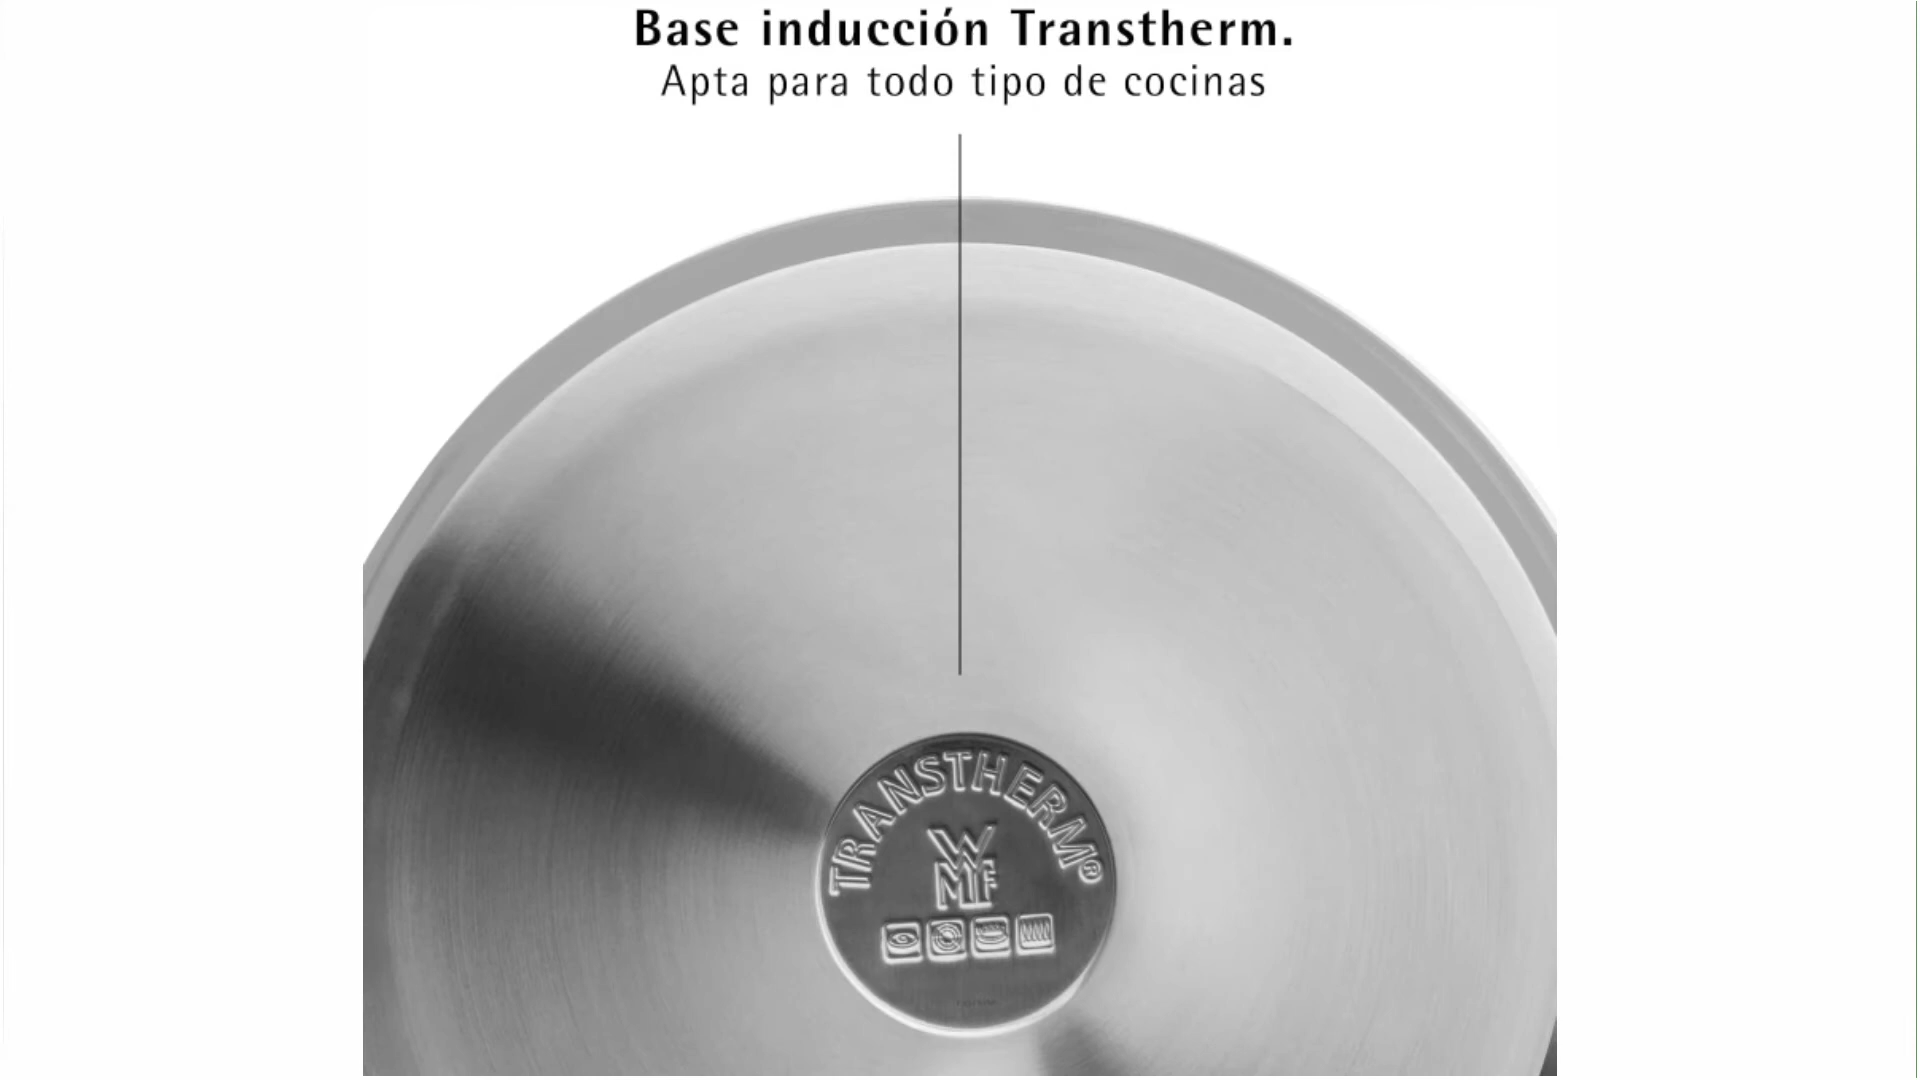 Base inducción Transtherm.
Apta para todo tipo de cocinas
TRANSTHERM®
WMF